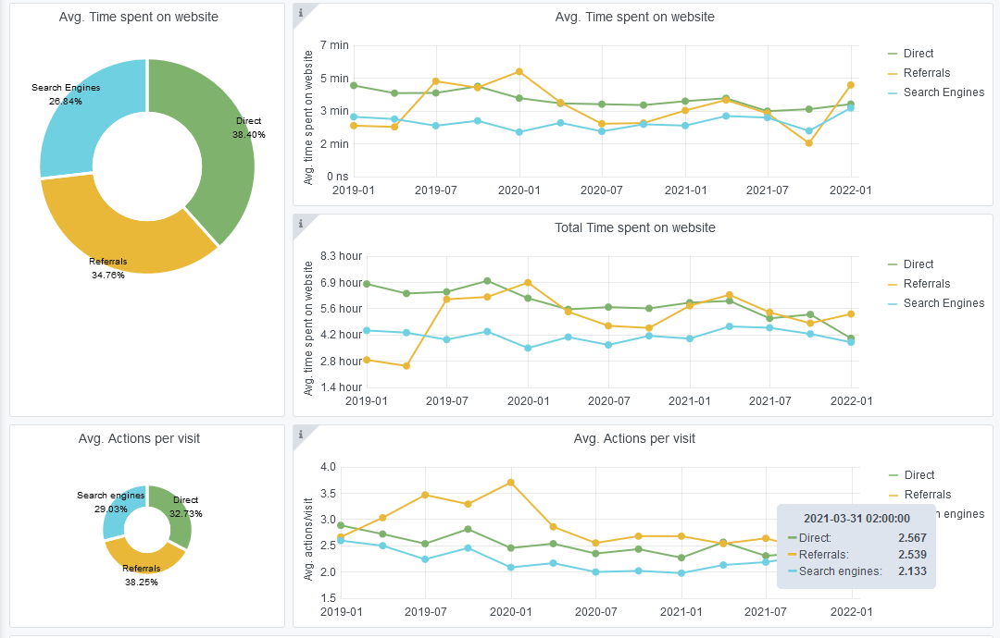 Avg. Time spent on website
Search Engines
26.84%
Direct
38.40%
Referrals
34.76%
i
Avg. Time spent on website
Avg. time spent on website
7 min
5 min
3 min
2 min
0 ns
2019-01 2019-07 2020-01 2020-07 2021-01 2021-07 2022-01
Direct
Referrals
Search Engines
i
Total Time spent on website
Avg. time spent on website
8.3 hour
6.9 hour
5.6 hour
4.2 hour
2.8 hour
1.4 hour
2019-01 2019-07 2020-01 2020-07 2021-01 2021-07 2022-01
Direct
Referrals
Search Engines
Avg. Actions per visit
Search engines
29.03%
Direct
32.73%
Referrals
38.25%
i
Avg. Actions per visit
Avg. actions/visit
4.0
3.5
3.0
2.5
2.0
1.5
2019-01 2019-07 2020-01 2020-07 2021-01 2021-07 2022-01
Direct
Referrals
engines
2021-03-31 02:00:00
Direct: 2.567
Referrals: 2.539
Search engines: 2.133